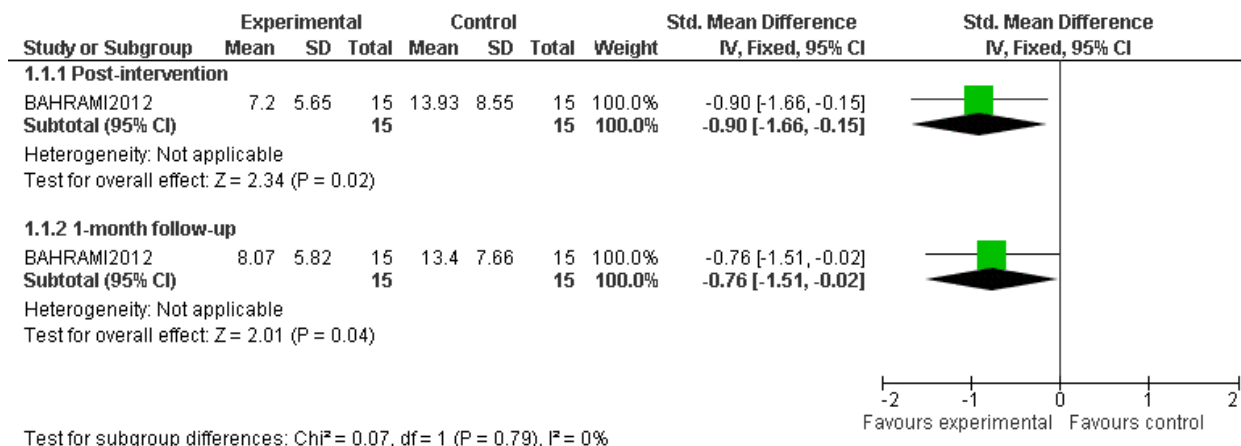 Experimental Control Std. Mean Difference Std. Mean Difference
Study or Subgroup Mean SD Total Mean SD Total Weight IV, Fixed, 95% CI IV, Fixed, 95% CI
1.1.1 Post-intervention
BAHRAMI2012 7.2 5.65 15 13.93 8.55 15 100.0% -0.90 [-1.66, -0.15]
Subtotal (95% CI) 15 15 100.0% -0.90 [-1.66, -0.15]
Heterogeneity: Not applicable
Test for overall effect: Z = 2.34 (P = 0.02)
1.1.2 1-month follow-up
BAHRAMI2012 8.07 5.82 15 13.4 7.66 15 100.0% -0.76 [-1.51, -0.02]
Subtotal (95% CI) 15 15 100.0% -0.76 [-1.51, -0.02]
Heterogeneity: Not applicable
Test for overall effect: Z = 2.01 (P = 0.04)
-2 -1 0 1 2
Favours experimental Favours control
Test for subgroup differences: Chi² = 0.07, df = 1 (P = 0.79), I² = 0%